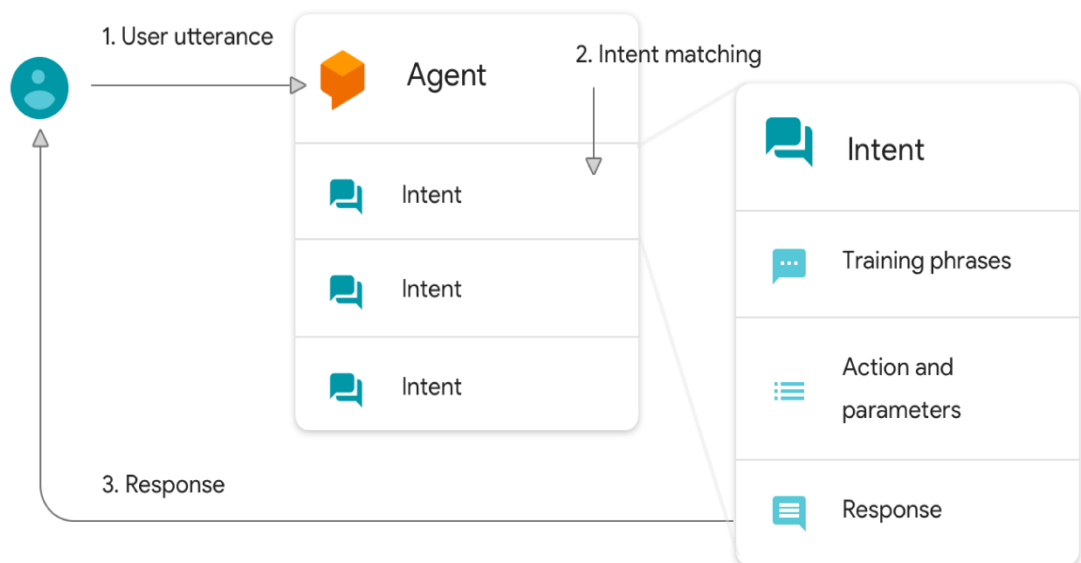 1. User utterance
Agent
2. Intent matching
Intent
Intent
Intent
Intent
Training phrases
Action and
parameters
Response
3. Response